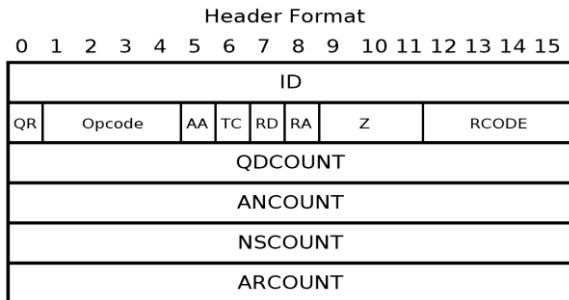 Header Format
0 1 2 3 4 5 6 7 8 9 10 11 12 13 14 15
ID
QR Opcode AA TC RD RA Z RCODE
QDCOUNT
ANCOUNT
NSCOUNT
ARCOUNT